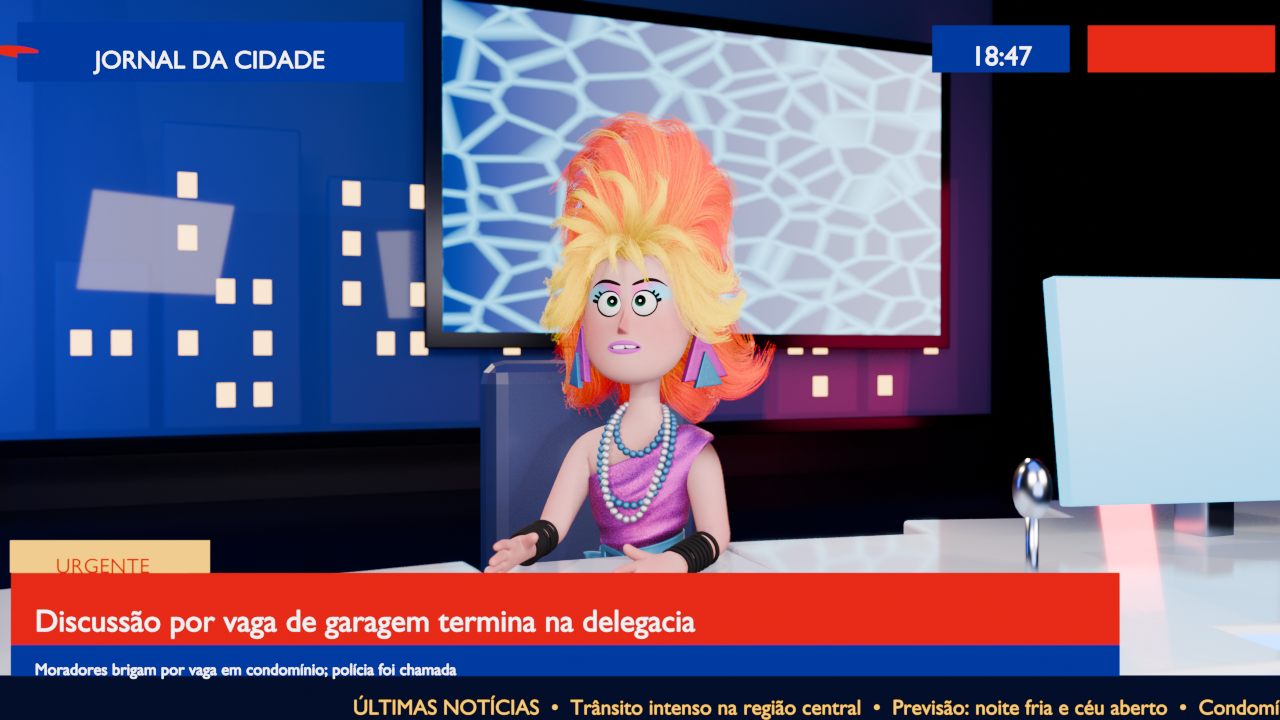 JORNAL DA CIDADE
18:47
URGENTE
Discussão por vaga de garagem termina na delegacia
Moradores brigam por vaga em condomínio; polícia foi chamada
ÚLTIMAS NOTÍCIAS • Trânsito intenso na região central • Previsão: noite fria e céu aberto •